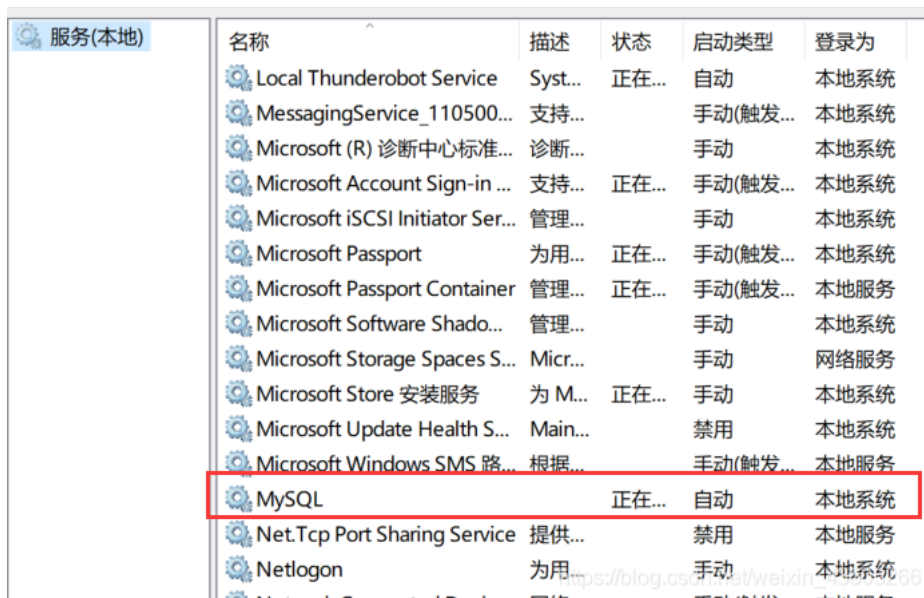 服务(本地)
名称 描述 状态 启动类型 登录为
Local Thunderobot Service Syst... 正在... 自动 本地系统
MessagingService_110500... 支持... 手动(触发... 本地系统
Microsoft (R) 诊断中心标准... 诊断... 手动 本地系统
Microsoft Account Sign-in ... 支持... 正在... 手动(触发... 本地系统
Microsoft iSCSI Initiator Ser... 管理... 手动 本地系统
Microsoft Passport 为用... 正在... 手动(触发... 本地系统
Microsoft Passport Container 管理... 正在... 手动(触发... 本地服务
Microsoft Software Shado... 管理... 手动 本地系统
Microsoft Storage Spaces S... Micr... 手动 网络服务
Microsoft Store 安装服务 为 M... 正在... 手动 本地系统
Microsoft Update Health S... Main... 禁用 本地系统
Microsoft Windows SMS 路... 根据... 手动(触发... 本地服务
MySQL 正在... 自动 本地系统
Net.Tcp Port Sharing Service 提供... 禁用 本地服务
Netlogon 为用... 手动 本地系统